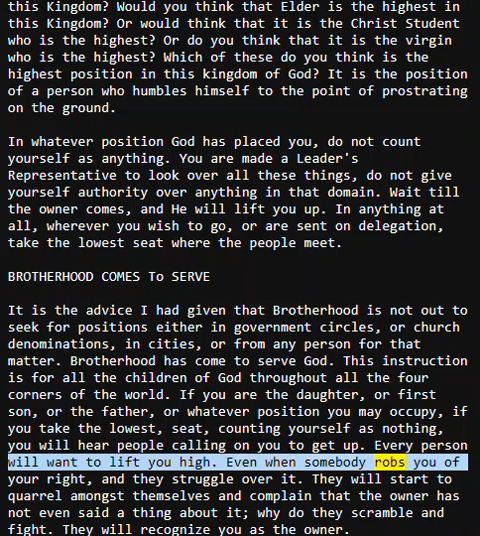 this Kingdom? Would you think that Elder is the highest in
this Kingdom? Or would think that it is the Christ Student
who is the highest? Or do you think that it is the virgin
who is the highest? Which of these do you think is the
highest position in this kingdom of God? It is the position
of a person who humbles himself to the point of prostrating
on the ground.
In whatever position God has placed you, do not count
yourself as anything. You are made a Leader's
Representative to look over all these things, do not give
yourself authority over anything in that domain. Wait till
the owner comes, and He will lift you up. In anything at
all, wherever you wish to go, or are sent on delegation,
take the lowest seat where the people meet.
BROTHERHOOD COMES To SERVE
It is the advice I had given that Brotherhood is not out to
seek for positions either in government circles, or church
denominations, in cities, or from any person for that
matter. Brotherhood has come to serve God. This instruction
is for all the children of God throughout all the four
corners of the world. If you are the daughter, or first
son, or the father, or whatever position you may occupy, if
you take the lowest, seat, counting yourself as nothing,
you will hear people calling on you to get up. Every person
will want to lift you high. Even when somebody robs you of
your right, and they struggle over it. They will start to
quarrel amongst themselves and complain that the owner has
not even said a thing about it; why do they scramble and
fight. They will recognize you as the owner.